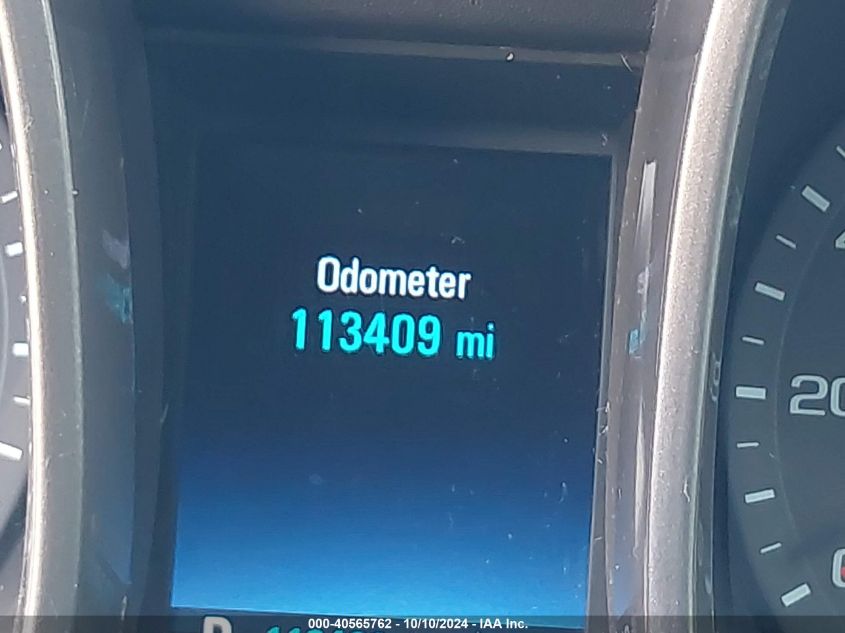 Odometer
113409 mi
20
000-40565762 - 10/10/2024 - IAA Inc.